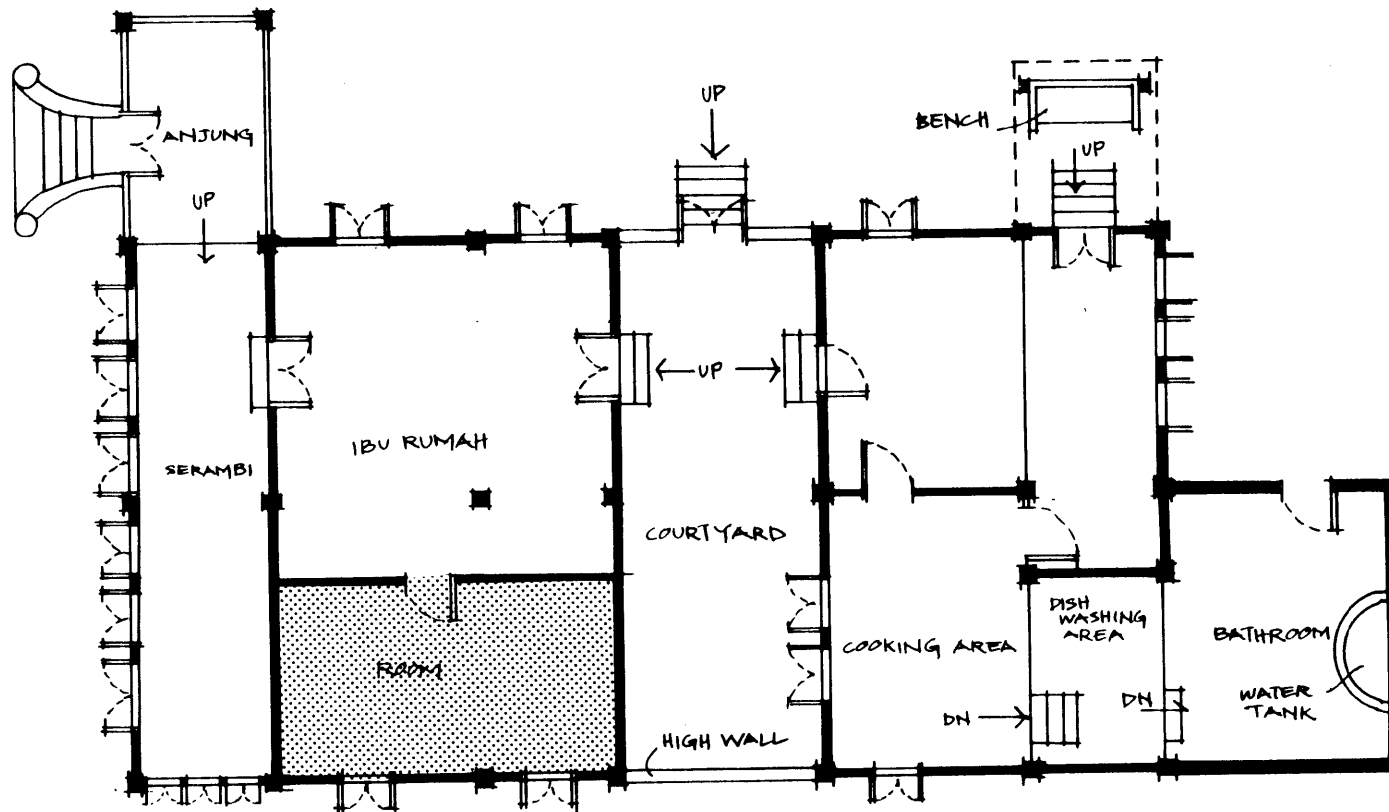 UP
BENCH
ANJUNG
UP
UP
UP
IBU RUMAH
SERAMBI
COURTYARD
DISH
WASHING
AREA
BATHROOM
COOKING AREA
ROOM
WATER
TANK
DN
DN
HIGH WALL